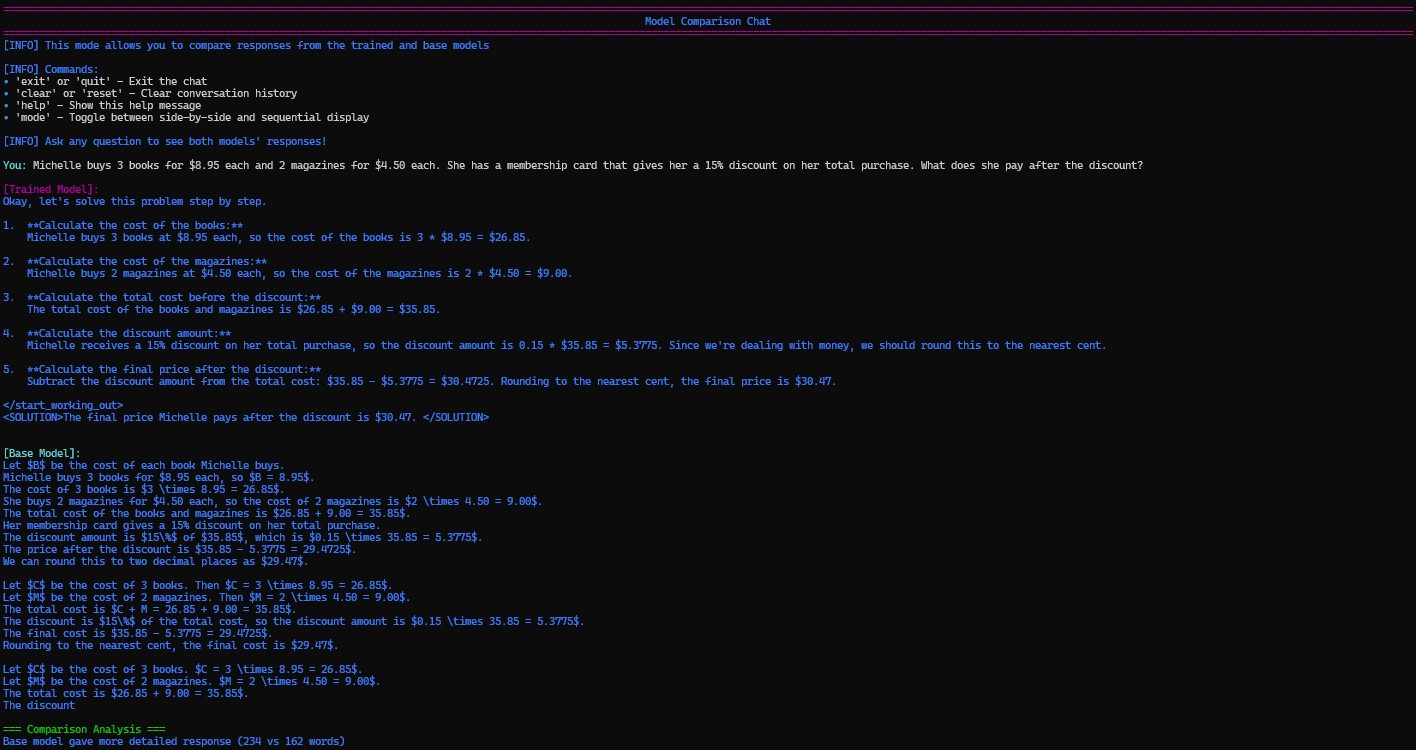 Model Comparison Chat
[INFO] This mode allows you to compare responses from the trained and base models
[INFO] Commands:
• 'exit' or 'quit' - Exit the chat
• 'clear' or 'reset' - Clear conversation history
• 'help' - Show this help message
• 'mode' - Toggle between side-by-side and sequential display
[INFO] Ask any question to see both models' responses!
You: Michelle buys 3 books for $8.95 each and 2 magazines for $4.50 each. She has a membership card that gives her a 15% discount on her total purchase. What does she pay after the discount?
[Trained Model]:
Okay, let's solve this problem step by step.
1.  **Calculate the cost of the books:**
Michelle buys 3 books at $8.95 each, so the cost of the books is 3 * $8.95 = $26.85.
2.  **Calculate the cost of the magazines:**
Michelle buys 2 magazines at $4.50 each, so the cost of the magazines is 2 * $4.50 = $9.00.
3.  **Calculate the total cost before the discount:**
The total cost of the books and magazines is $26.85 + $9.00 = $35.85.
4.  **Calculate the discount amount:**
Michelle receives a 15% discount on her total purchase, so the discount amount is 0.15 * $35.85 = $5.3775. Since we're dealing with money, we should round this to the nearest cent.
5.  **Calculate the final price after the discount:**
Subtract the discount amount from the total cost: $35.85 - $5.3775 = $30.4725. Rounding to the nearest cent, the final price is $30.47.
</start_working_out>
<SOLUTION>The final price Michelle pays after the discount is $30.47. </SOLUTION>
[Base Model]:
Let $B$ be the cost of each book Michelle buys.
Michelle buys 3 books for $8.95 each, so $B = 8.95$.
The cost of 3 books is $3 \times 8.95 = 26.85$.
She buys 2 magazines for $4.50 each, so the cost of 2 magazines is $2 \times 4.50 = 9.00$.
The total cost of the books and magazines is $26.85 + 9.00 = 35.85$.
Her membership card gives a 15% discount on her total purchase.
The discount amount is $15\%$ of $35.85$, which is $0.15 \times 35.85 = 5.3775$.
The price after the discount is $35.85 - 5.3775 = 29.4725$.
We can round this to two decimal places as $29.47$.
Let $C$ be the cost of 3 books. Then $C = 3 \times 8.95 = 26.85$.
Let $M$ be the cost of 2 magazines. Then $M = 2 \times 4.50 = 9.00$.
The total cost is $C + M = 26.85 + 9.00 = 35.85$.
The discount is $15\%$ of the total cost, so the discount amount is $0.15 \times 35.85 = 5.3775$.
The final cost is $35.85 - 5.3775 = 29.4725$.
Rounding to the nearest cent, the final cost is $29.47$.
Let $C$ be the cost of 3 books. $C = 3 \times 8.95 = 26.85$.
Let $M$ be the cost of 2 magazines. $M = 2 \times 4.50 = 9.00$.
The total cost is $26.85 + 9.00 = 35.85$.
The discount
=== Comparison Analysis ===
Base model gave more detailed response (234 vs 162 words)